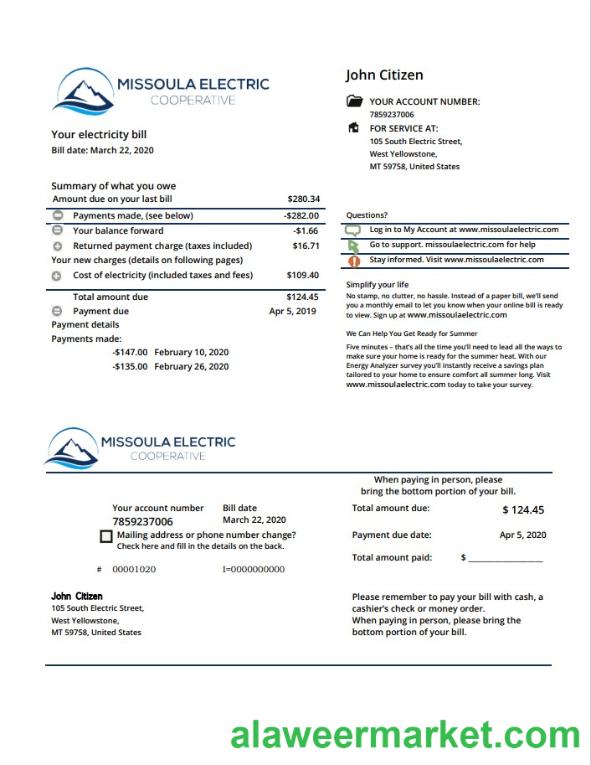 MISSOULA ELECTRIC
COOPERATIVE
Your electricity bill
Bill date: March 22, 2020
John Citizen
YOUR ACCOUNT NUMBER:
7859237006
FOR SERVICE AT:
105 South Electric Street,
West Yellowstone,
MT 59758, United States
Summary of what you owe
Amount due on your last bill $280.34
Payments made, (see below) -$282.00
Your balance forward -$1.66
Returned payment charge (taxes included) $16.71
Your new charges (details on following pages)
Cost of electricity (included taxes and fees) $109.40
Total amount due $124.45
Payment due Apr 5, 2019
Payment details
Payments made:
-$147.00 February 10, 2020
-$135.00 February 26, 2020
Questions?
Log in to My Account at www.missoulaelectric.com
Go to support. missoulaelectric.com for help
Stay informed. Visit www.missoulaelectric.com
Simplify your life
No stamp, no clutter, no hassle. Instead of a paper bill, we'll send
you a monthly email to let you know when your online bill is ready
to view. Sign up at www.missoulaelectric.com
We Can Help You Get Ready for Summer
Five minutes – that's all the time you'll need to lead all the ways to
make sure your home is ready for the summer heat. With our
Energy Analyzer survey you'll instantly receive a savings plan
tailored to your home to ensure comfort all summer long. Visit
www.missoulaelectric.com today to take your survey.
MISSOULA ELECTRIC
COOPERATIVE
When paying in person, please
bring the bottom portion of your bill.
Your account number Bill date
7859237006 March 22, 2020
Mailing address or phone number change?
Check here and fill in the details on the back.
# 00001020 I=0000000000
Total amount due: $ 124.45
Payment due date: Apr 5, 2020
Total amount paid: $ ________________
John Citizen
105 South Electric Street,
West Yellowstone,
MT 59758, United States
Please remember to pay your bill with cash, a
cashier's check or money order.
When paying in person, please bring the
bottom portion of your bill.
alaweermarket.com